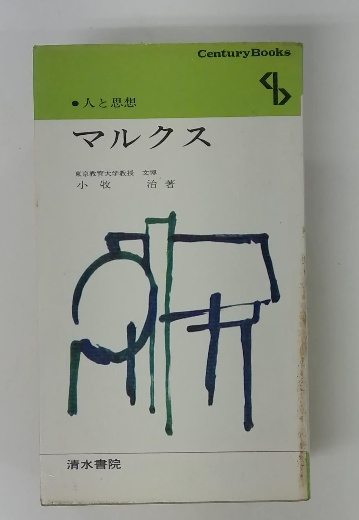 CenturyBooks
●人と思想
マルクス
東京教育大学教授 文博
小牧 治著
清水書院